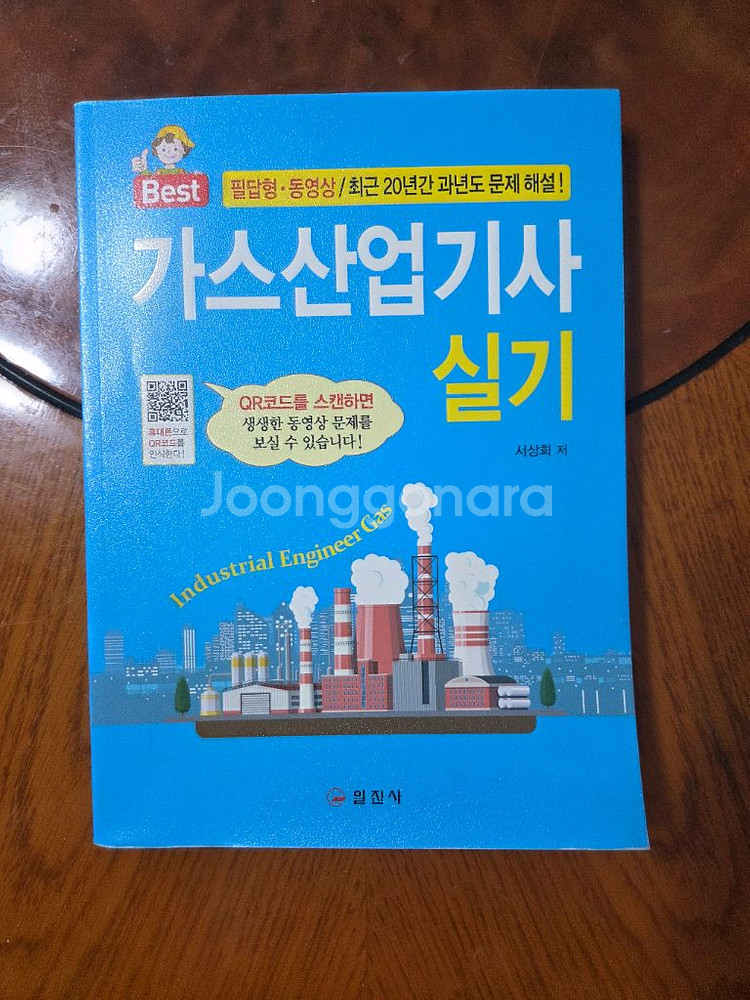 Best
필답형·동영상/최근 20년간 과년도 문제 해설!
가스산업기사
실기
휴대폰으로
QR코드를
인식한다!
QR코드를 스캔하면
생생한 동영상 문제를
보실 수 있습니다!
서상희 저
Joonggonara
Industrial Engineer Gas
일진사